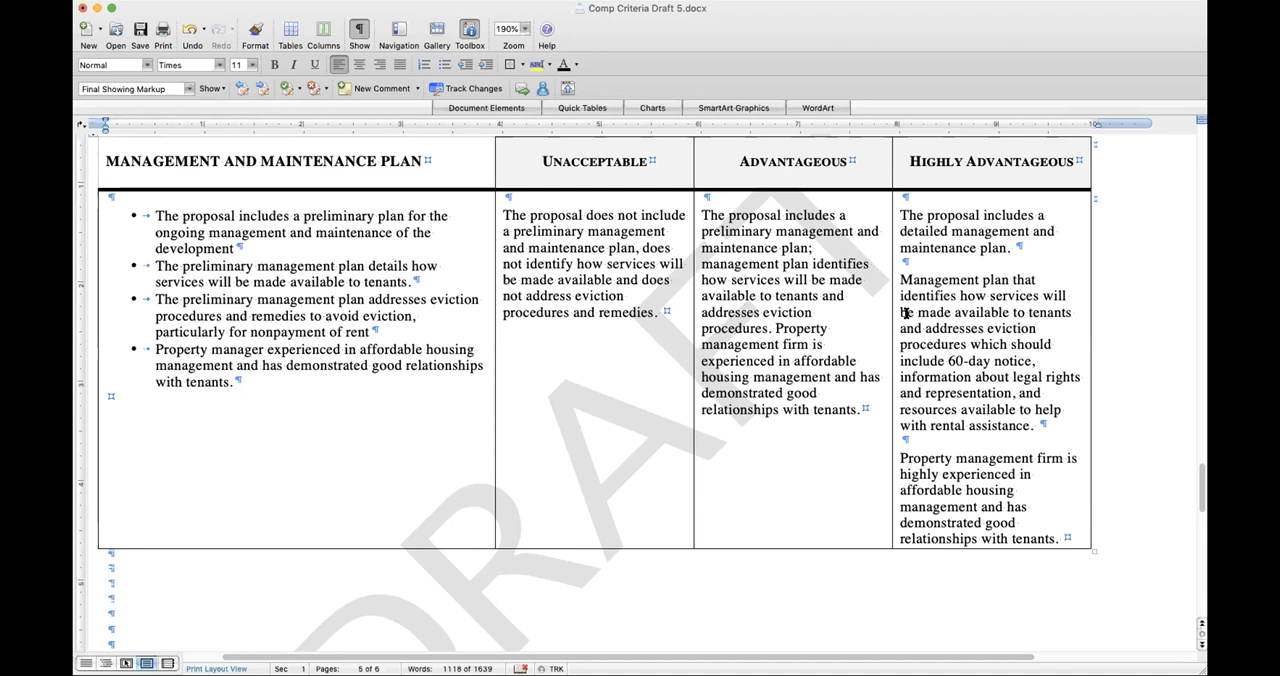 Comp Criteria Draft 5.docx
New Open Save Print Undo Redo Format Tables Columns Show Navigation Gallery Toolbox 190% Zoom Help
Normal Times 11 B I U ABC A
Final Showing Markup Show New Comment Track Changes
Document Elements Quick Tables Charts SmartArt Graphics WordArt
1 2 3 4 5 6 7 8 9 10
MANAGEMENT AND MAINTENANCE PLAN
UNACCEPTABLE
ADVANTAGEOUS
HIGHLY ADVANTAGEOUS
• The proposal includes a preliminary plan for the
ongoing management and maintenance of the
development
• The preliminary management plan details how
services will be made available to tenants.
• The preliminary management plan addresses eviction
procedures and remedies to avoid eviction,
particularly for nonpayment of rent
• Property manager experienced in affordable housing
management and has demonstrated good relationships
with tenants.
The proposal does not include
a preliminary management
and maintenance plan, does
not identify how services will
be made available and does
not address eviction
procedures and remedies.
The proposal includes a
preliminary management and
maintenance plan;
management plan identifies
how services will be made
available to tenants and
addresses eviction
procedures. Property
management firm is
experienced in affordable
housing management and has
demonstrated good
relationships with tenants.
The proposal includes a
detailed management and
maintenance plan.
Management plan that
identifies how services will
be made available to tenants
and addresses eviction
procedures which should
include 60-day notice,
information about legal rights
and representation, and
resources available to help
with rental assistance.
Property management firm is
highly experienced in
affordable housing
management and has
demonstrated good
relationships with tenants.
DRAFT
Print Layout View Sec 1 Pages: 5 of 6 Words: 1118 of 1639 TRK